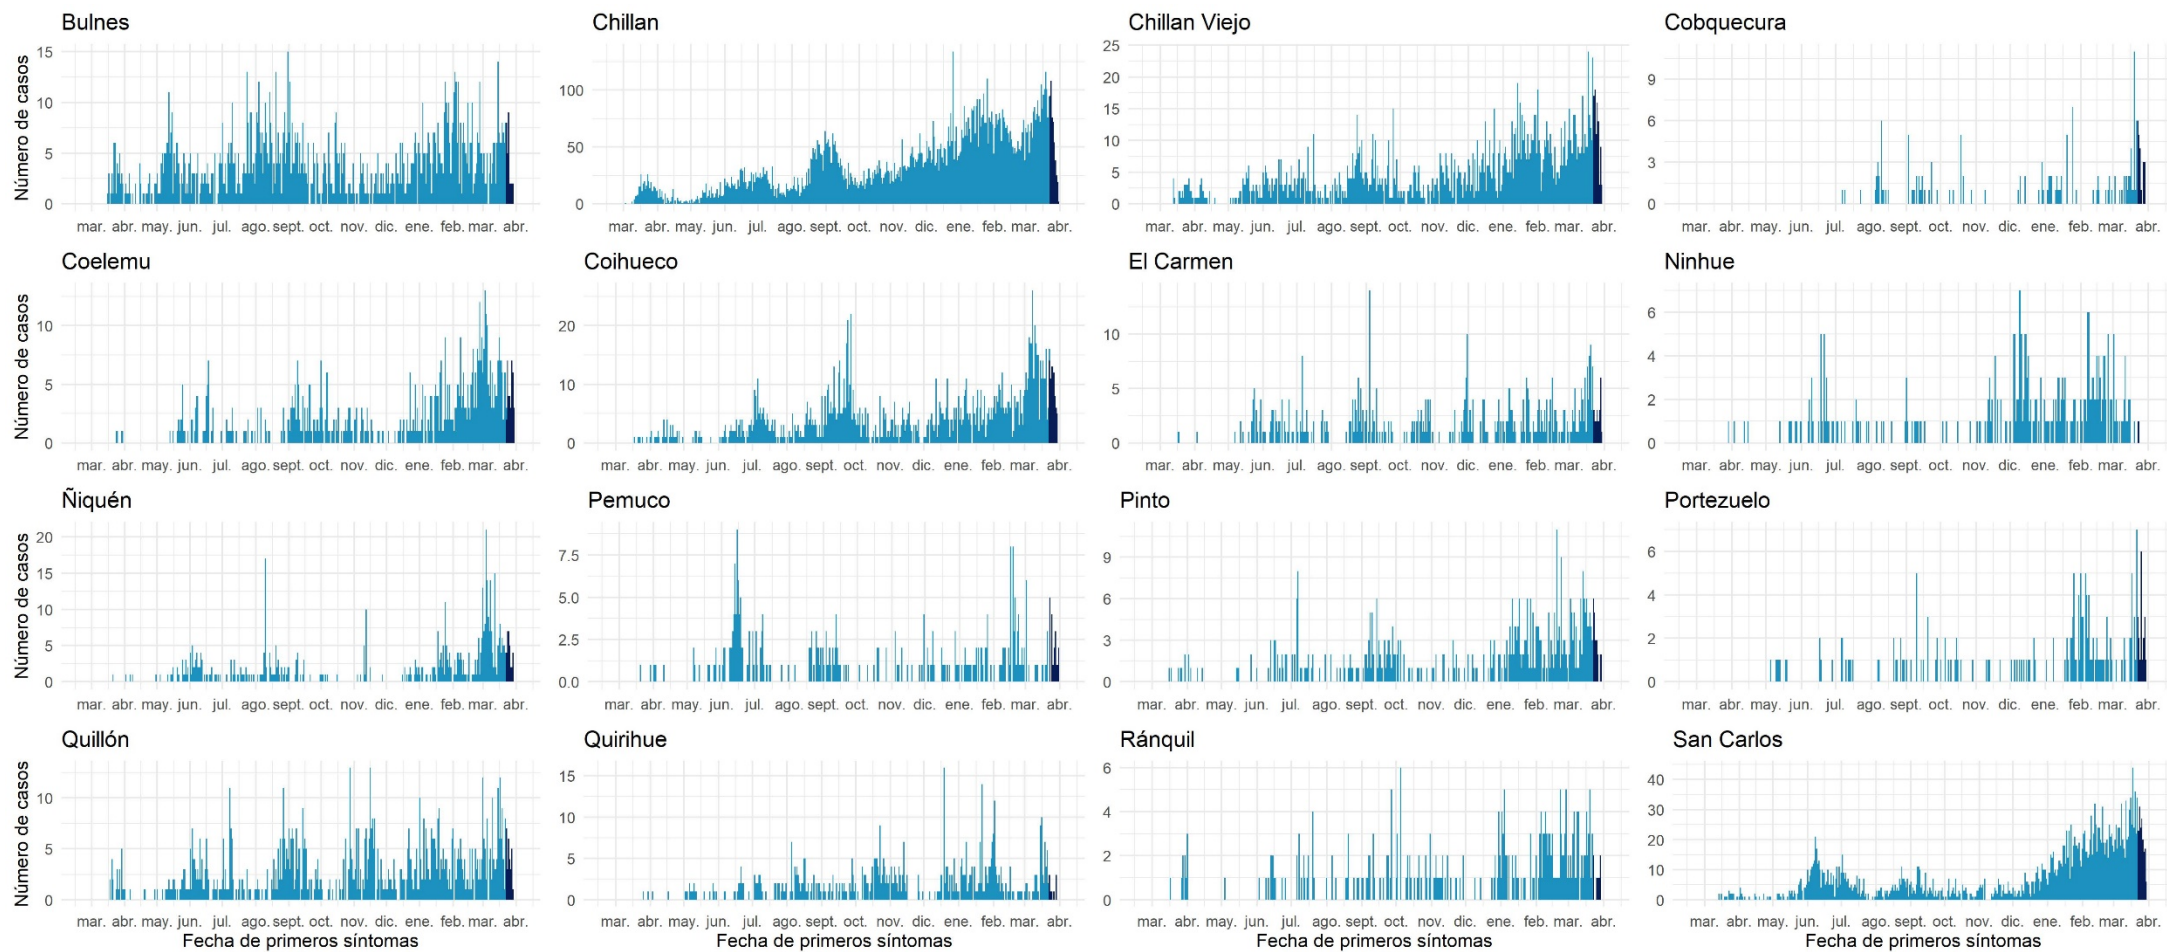 Bulnes
Chillan
Chillan Viejo
Cobquecura
Número de casos
15
10
5
0
mar. abr. may. jun. jul. ago. sept. oct. nov. dic. ene. feb. mar. abr.
100
50
0
mar. abr. may. jun. jul. ago. sept. oct. nov. dic. ene. feb. mar. abr.
25
20
15
10
5
0
mar. abr. may. jun. jul. ago. sept. oct. nov. dic. ene. feb. mar. abr.
9
6
3
0
mar. abr. may. jun. jul. ago. sept. oct. nov. dic. ene. feb. mar. abr.
Coelemu
Coihueco
El Carmen
Ninhue
Número de casos
10
5
0
mar. abr. may. jun. jul. ago. sept. oct. nov. dic. ene. feb. mar. abr.
20
10
0
mar. abr. may. jun. jul. ago. sept. oct. nov. dic. ene. feb. mar. abr.
10
5
0
mar. abr. may. jun. jul. ago. sept. oct. nov. dic. ene. feb. mar. abr.
6
4
2
0
mar. abr. may. jun. jul. ago. sept. oct. nov. dic. ene. feb. mar. abr.
Ñiquén
Pemuco
Pinto
Portezuelo
Número de casos
20
15
10
5
0
mar. abr. may. jun. jul. ago. sept. oct. nov. dic. ene. feb. mar. abr.
7.5
5.0
2.5
0.0
mar. abr. may. jun. jul. ago. sept. oct. nov. dic. ene. feb. mar. abr.
9
6
3
0
mar. abr. may. jun. jul. ago. sept. oct. nov. dic. ene. feb. mar. abr.
6
4
2
0
mar. abr. may. jun. jul. ago. sept. oct. nov. dic. ene. feb. mar. abr.
Quillón
Quirihue
Ránquil
San Carlos
Número de casos
10
5
0
mar. abr. may. jun. jul. ago. sept. oct. nov. dic. ene. feb. mar. abr.
Fecha de primeros síntomas
15
10
5
0
mar. abr. may. jun. jul. ago. sept. oct. nov. dic. ene. feb. mar. abr.
Fecha de primeros síntomas
6
4
2
0
mar. abr. may. jun. jul. ago. sept. oct. nov. dic. ene. feb. mar. abr.
Fecha de primeros síntomas
40
30
20
10
0
mar. abr. may. jun. jul. ago. sept. oct. nov. dic. ene. feb. mar. abr.
Fecha de primeros síntomas